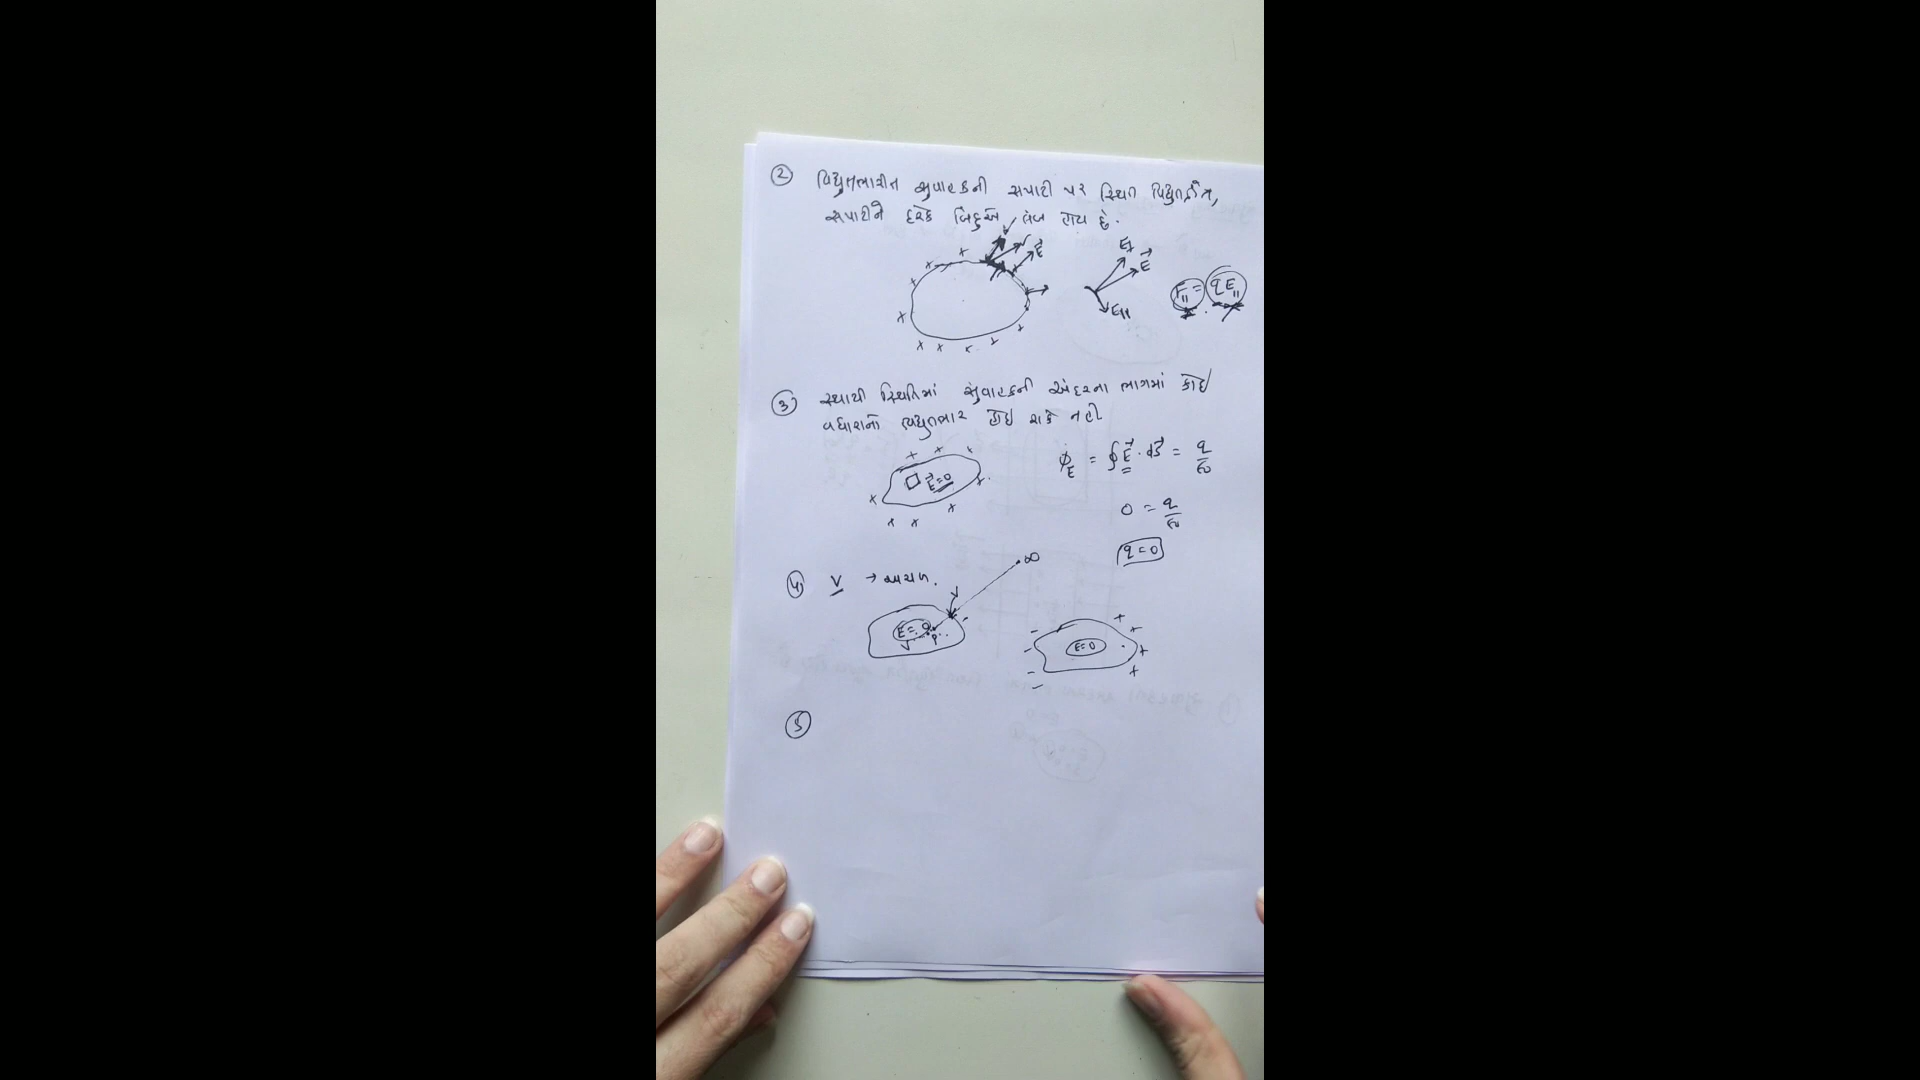 ② વિદ્યુતભારીત સુવાહકની સપાટી પર સ્થિત વિદ્યુતક્ષેત્ર,
સપાટીને દરેક બિંદુએ લંબ હોય છે.
E⊥
E⃗
E⃗
E||
F|| = qE||
③ સ્થાયી સ્થિતિમાં સુવાહકની અંદરના ભાગમાં કોઇ
વધારાનો વિદ્યુતભાર હોઇ શકે નહી
E⃗=0
ϕ_E = ∮E⃗ · dS⃗ = q/ε₀
0 = q/ε₀
q=0
④ V → અચળ.
∞
V
E=0
P
V
E=0
⑤